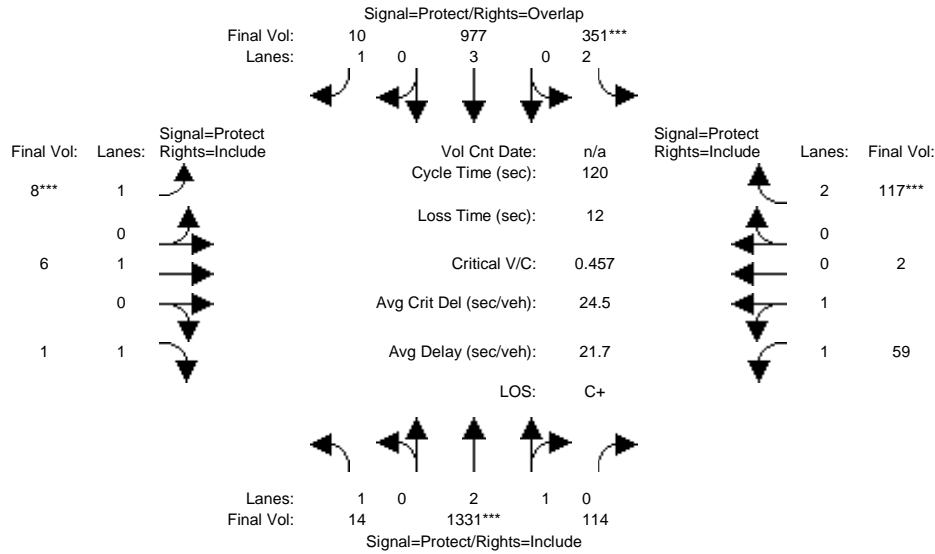 Signal=Protect/Rights=Overlap
Final Vol: 10 977 351***
Lanes: 1 0 3 0 2
Signal=Protect
Final Vol: Lanes: Rights=Include
Vol Cnt Date: n/a
Signal=Protect
Rights=Include Lanes: Final Vol:
Cycle Time (sec): 120
8*** 1 2 117***
Loss Time (sec): 12
0 0
6 1 Critical V/C: 0.457 0 2
0 Avg Crit Del (sec/veh): 24.5 1
1 1 Avg Delay (sec/veh): 21.7 1 59
LOS: C+
Lanes: 1 0 2 1 0
Final Vol: 14 1331*** 114
Signal=Protect/Rights=Include